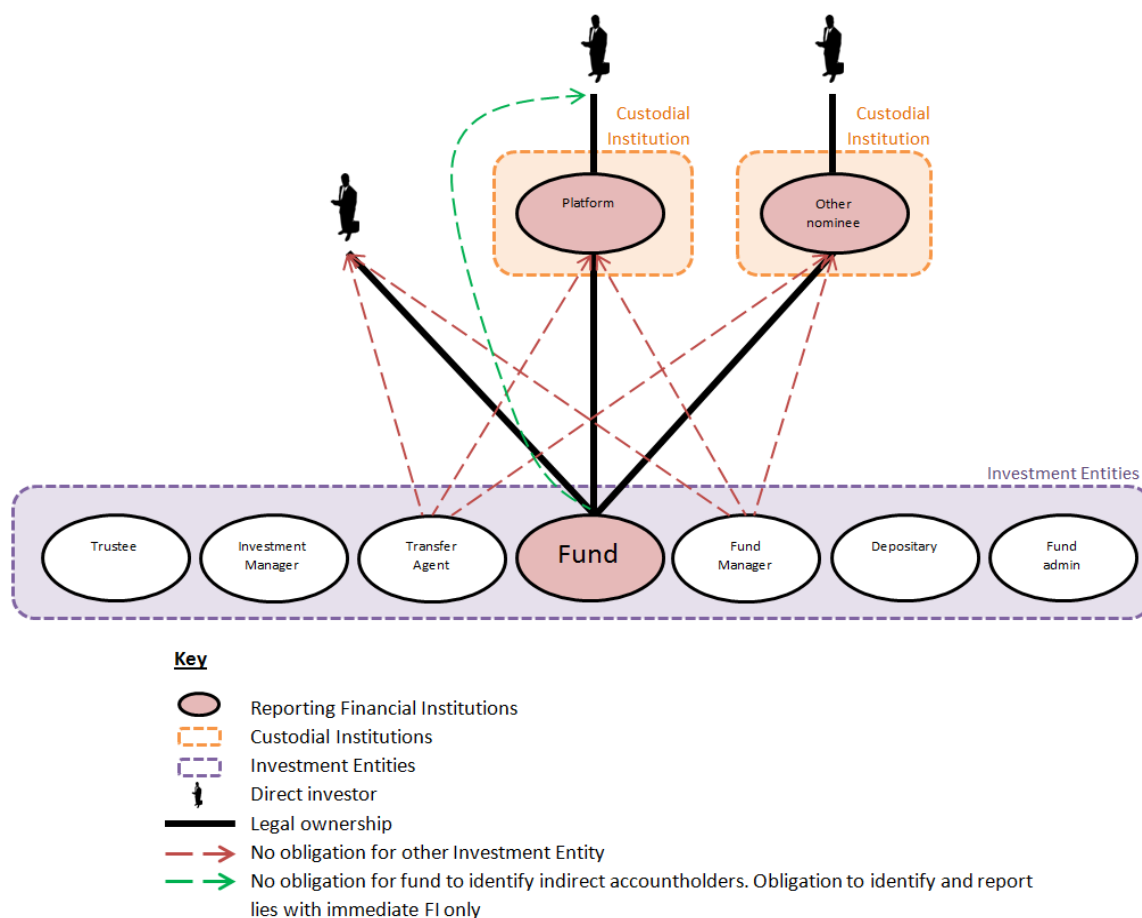 Custodial
Institution
Custodial
Institution
Platform
Other
nominee
Investment Entities
Trustee
Investment
Manager
Transfer
Agent
Fund
Fund
Manager
Depositary
Fund
admin
Key
Reporting Financial Institutions
Custodial Institutions
Investment Entities
Direct investor
Legal ownership
No obligation for other Investment Entity
No obligation for fund to identify indirect accountholders. Obligation to identify and report
lies with immediate FI only